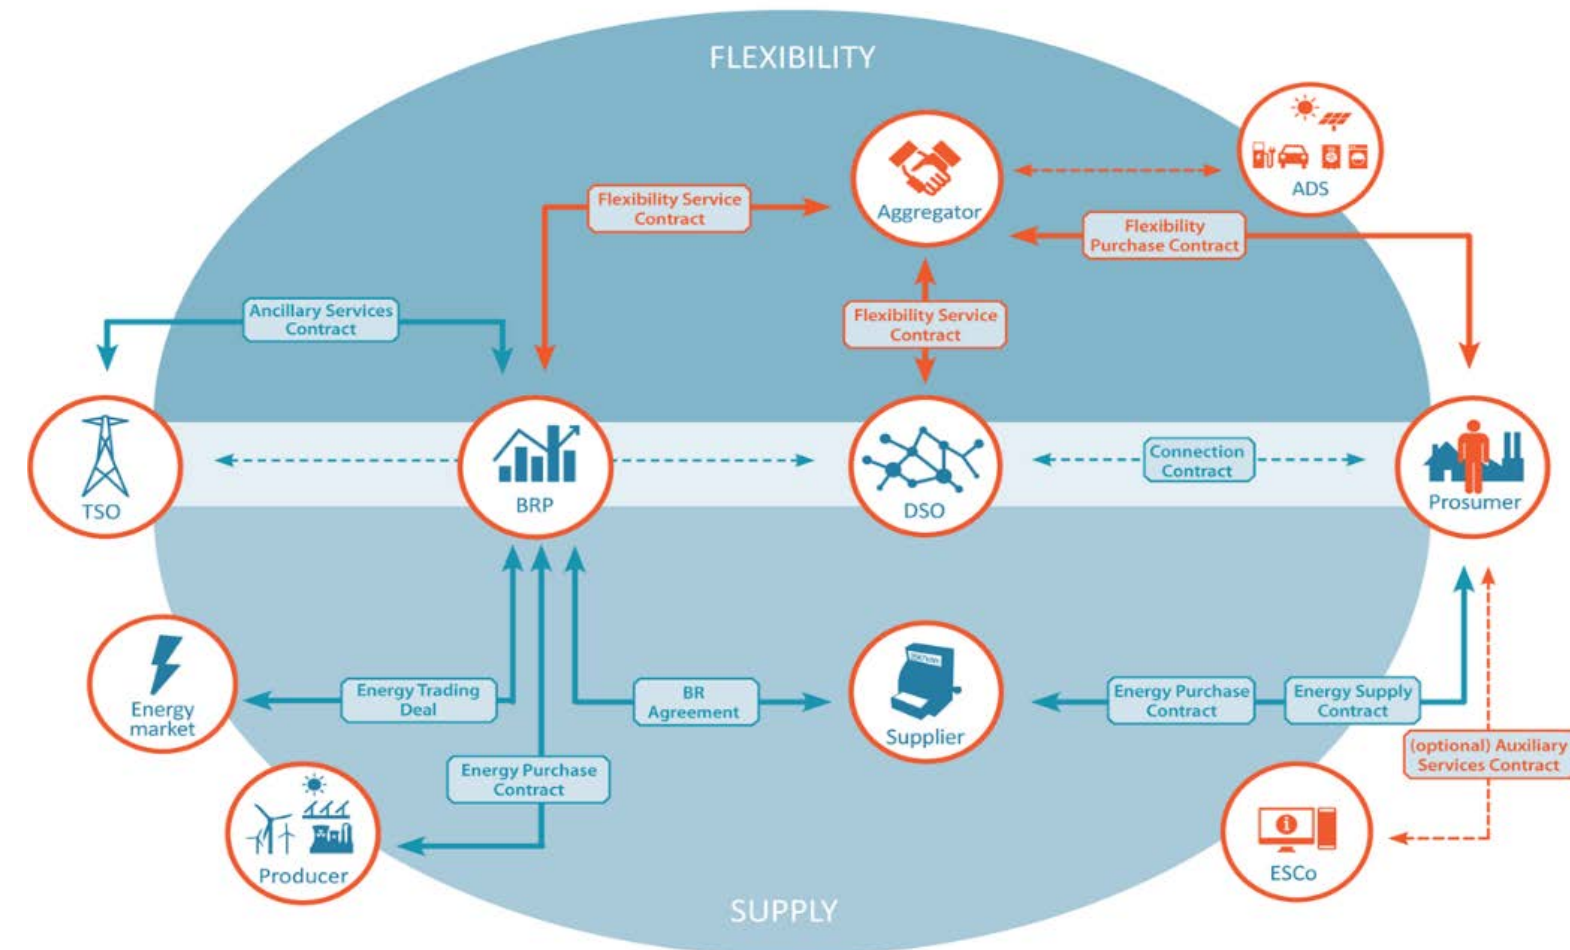 FLEXIBILITY
ADS
Aggregator
Flexibility Service
Contract
Flexibility
Purchase Contract
Ancillary Services
Contract
Flexibility Service
Contract
TSO
BRP
DSO
Connection
Contract
Prosumer
Energy
market
Energy Trading
Deal
BR
Agreement
Supplier
Energy Purchase
Contract
Energy Supply
Contract
(optional) Auxiliary
Services Contract
Energy Purchase
Contract
Producer
ESCo
SUPPLY